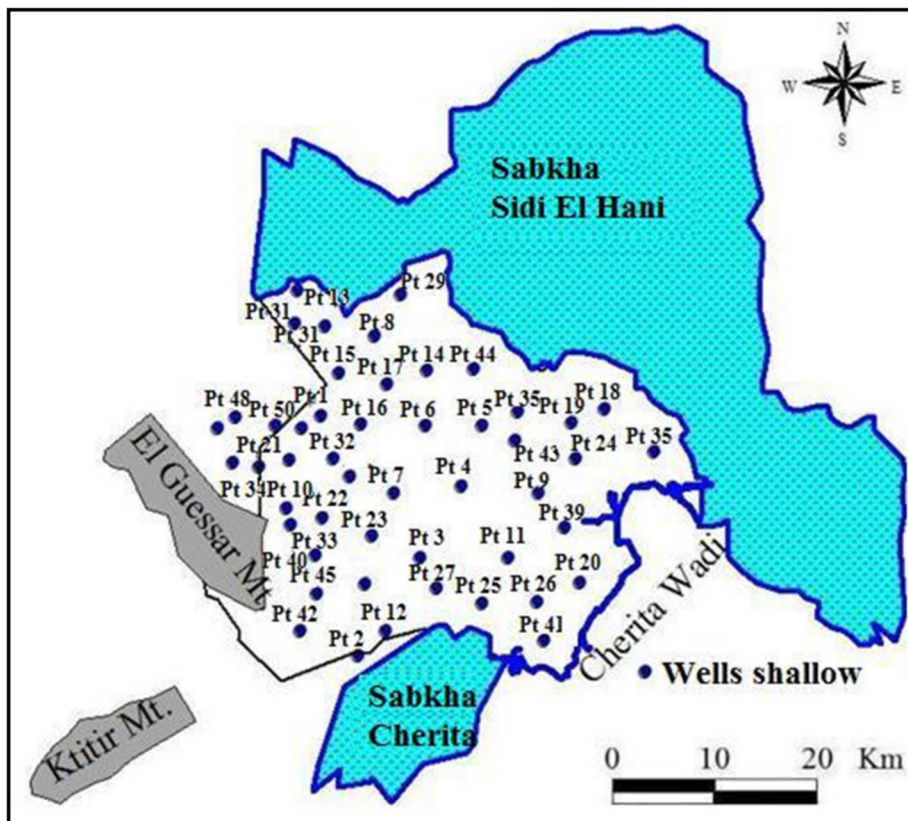 N
W E
S
Sabkha
Sidi El Hani
Pt 29
Pt 13
Pt 31
Pt 31
Pt 8
Pt 15
Pt 17
Pt 14
Pt 44
Pt 48
Pt 50
Pt 1
Pt 16
Pt 6
Pt 5
Pt 35
Pt 19
Pt 18
Pt 21
Pt 32
Pt 43
Pt 24
Pt 35
Pt 34
Pt 10
Pt 22
Pt 7
Pt 4
Pt 9
El Guessar Mt
Pt 33
Pt 23
Pt 3
Pt 11
Pt 39
Pt 40
Pt 45
Pt 27
Pt 25
Pt 26
Pt 20
Pt 42
Pt 12
Pt 2
Pt 41
Cherita Wadi
Wells shallow
Sabkha
Cherita
Ktitir Mt.
0 10 20 Km